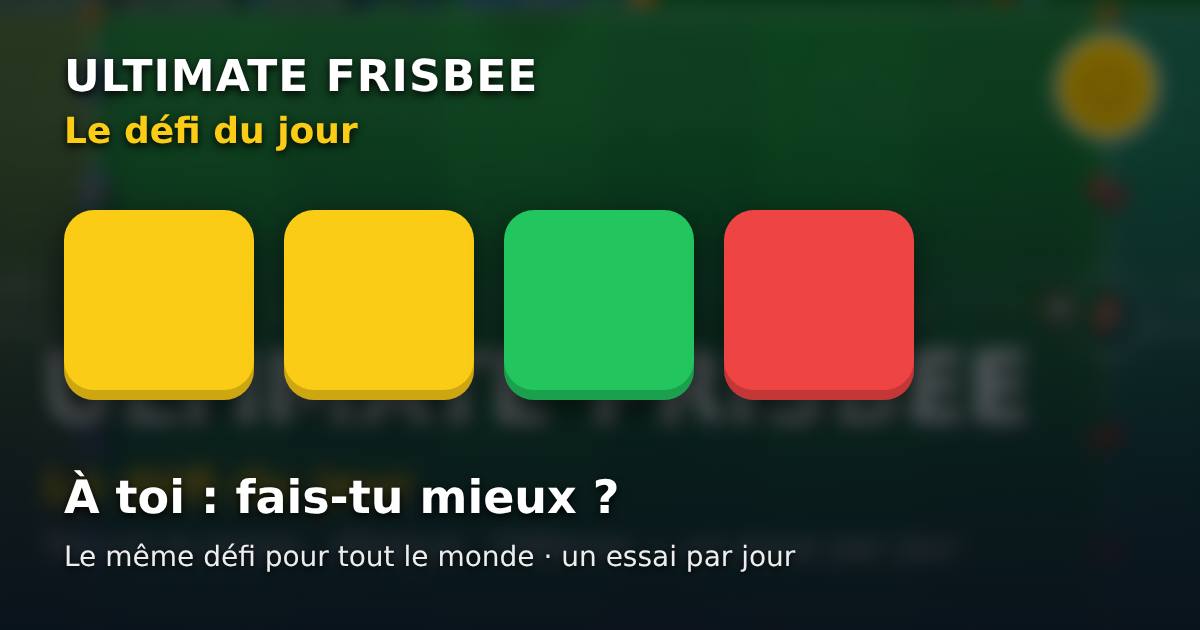 ULTIMATE FRISBEE
Le défi du jour
À toi : fais-tu mieux ?
Le même défi pour tout le monde · un essai par jour